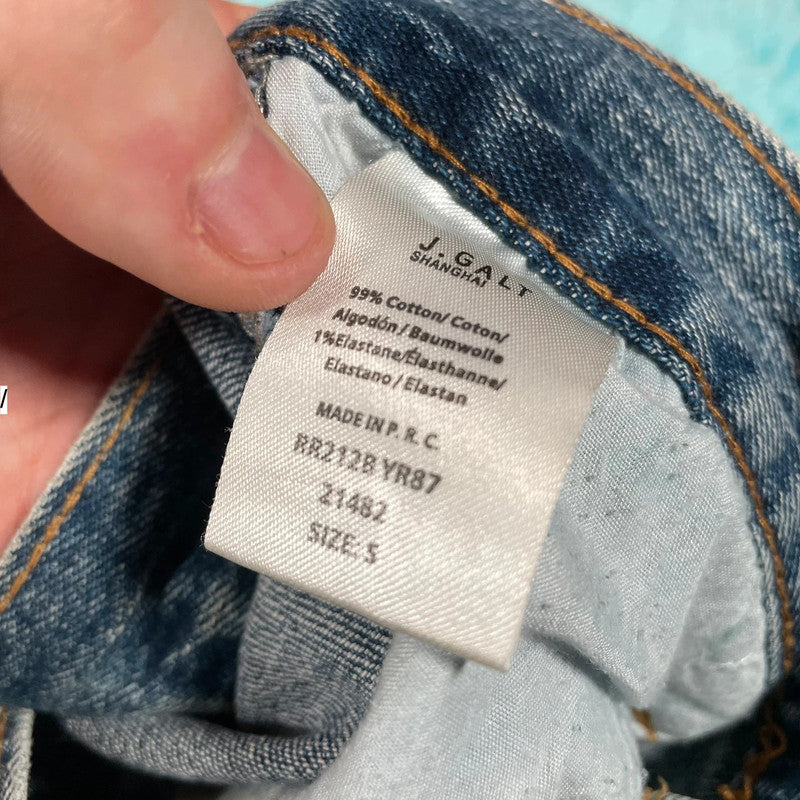 J. GALT
SHANGHAI
99% Cotton/ Coton/
Algodón / Baumwolle
1%Elastane/Élasthanne/
Elastano / Elastan
MADE IN P. R. C.
RR212B YR87
21482
SIZE: S
/